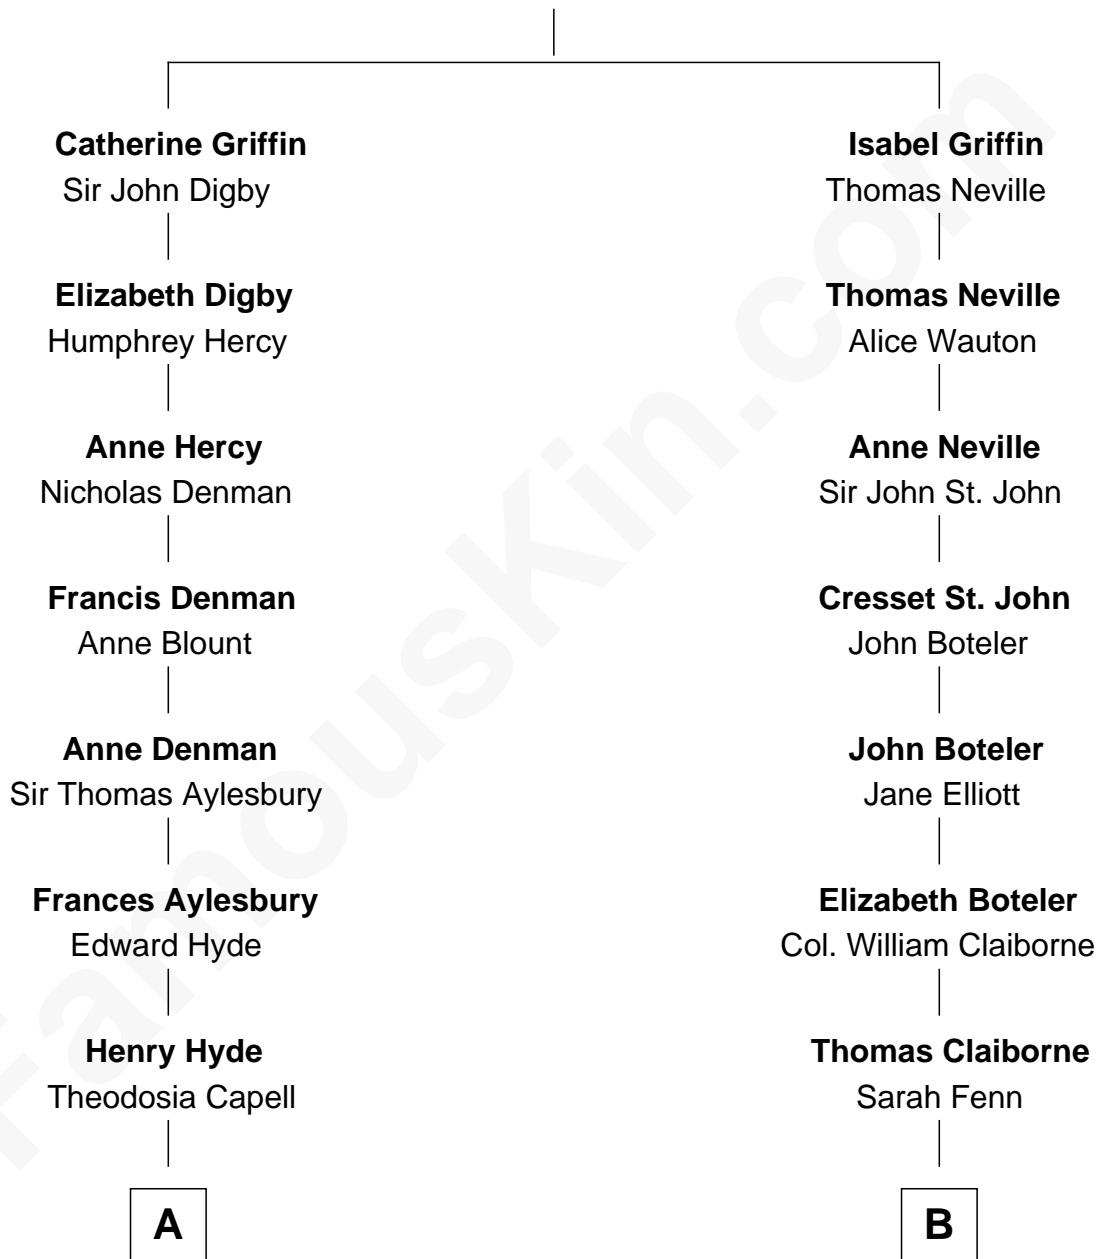 Catherine Griffin
Sir John Digby
Isabel Griffin
Thomas Neville
Elizabeth Digby
Humphrey Hercy
Thomas Neville
Alice Wauton
Anne Hercy
Nicholas Denman
Anne Neville
Sir John St. John
Francis Denman
Anne Blount
Cresset St. John
John Boteler
Anne Denman
Sir Thomas Aylesbury
John Boteler
Jane Elliott
Frances Aylesbury
Edward Hyde
Elizabeth Boteler
Col. William Claiborne
Henry Hyde
Theodosia Capell
Thomas Claiborne
Sarah Fenn
A
B
FamousKin.com